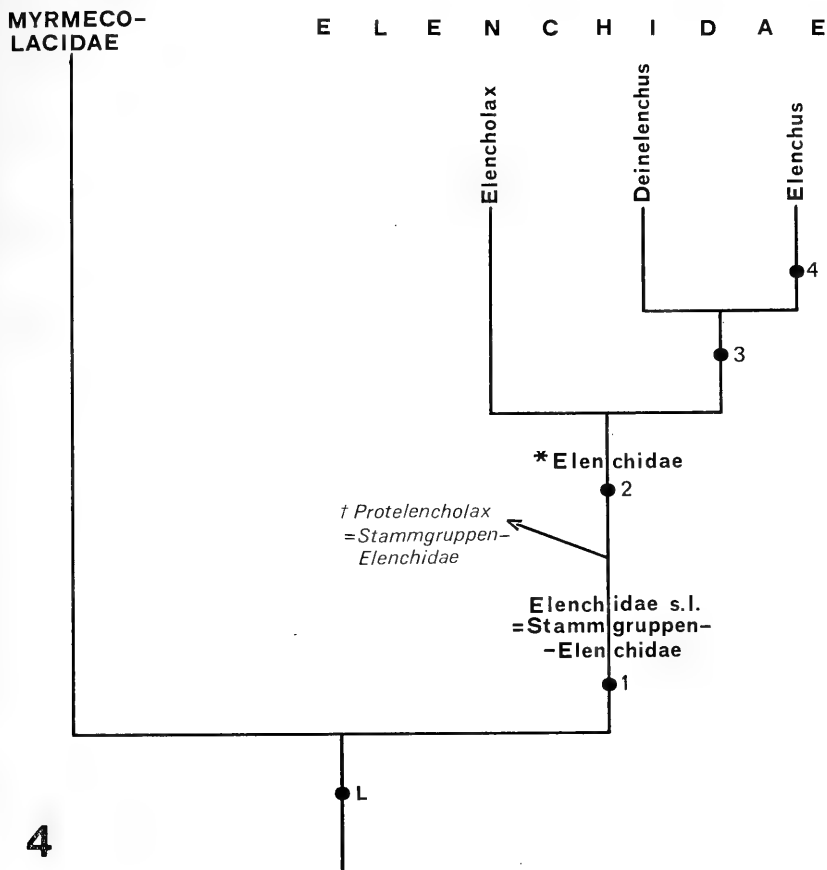 MYRMECO-
LACIDAE
E L E N C H I D A E
Elencholax
Deinelenchus
Elenchus
4
3
*Elenchidae
2
† Protelencholax
=Stammgruppen-
Elenchidae
Elenchidae s.l.
=Stammgruppen-
-Elenchidae
1
L
4